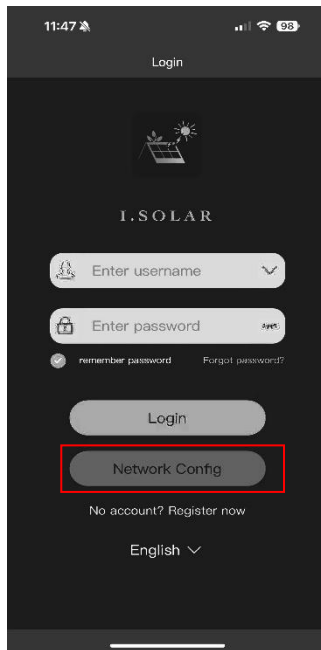 11:47 98
Login
I.SOLAR
Enter username
Enter password
remember password Forgot password?
Login
Network Config
No account? Register now
English